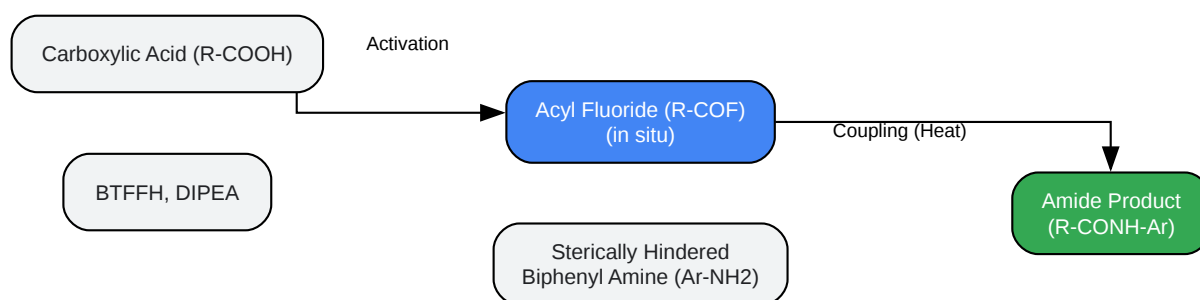 Carboxylic Acid (R-COOH)
Activation
Acyl Fluoride (R-COF)
(in situ)
Coupling (Heat)
BTFFH, DIPEA
Amide Product
(R-CONH-Ar)
Sterically Hindered
Biphenyl Amine (Ar-NH2)